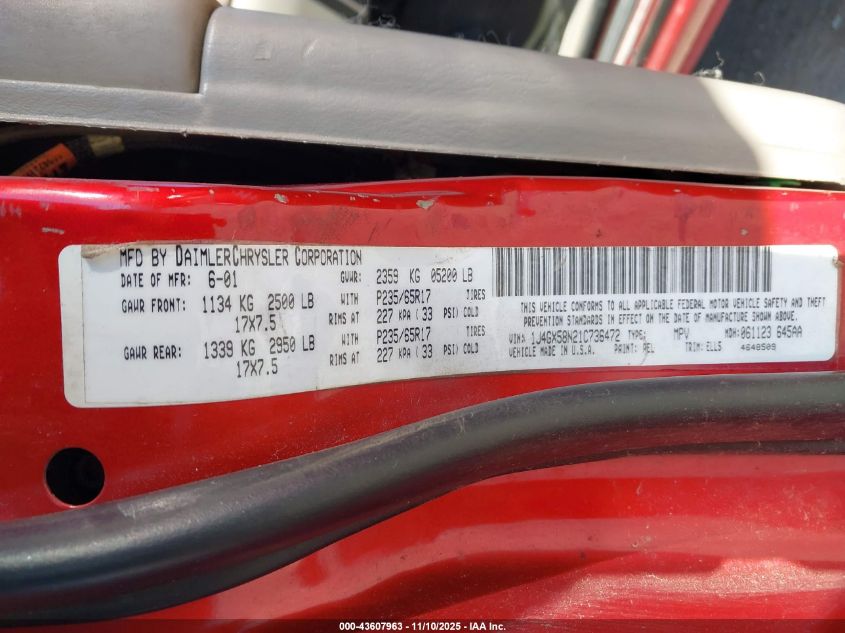 MFD BY DAIMLERCHRYSLER CORPORATION
DATE OF MFR: 6-01 GVWR: 2359 KG 05200 LB
GAWR FRONT: 1134 KG 2500 LB WITH P235/65R17 TIRES
17X7.5 RIMS AT 227 KPA (33 PSI) COLD
GAWR REAR: 1339 KG 2950 LB WITH P235/65R17 TIRES
17X7.5 RIMS AT 227 KPA (33 PSI) COLD
THIS VEHICLE CONFORMS TO ALL APPLICABLE FEDERAL MOTOR VEHICLE SAFETY AND THEFT
PREVENTION STANDARDS IN EFFECT ON THE DATE OF MANUFACTURE SHOWN ABOVE.
VIN: 1J4GX58N21C736472 TYPE: MPV MDH: 061123 645AA
VEHICLE MADE IN U.S.A. PAINT: PEL TRIM: ELL5 4648509
000-43607963 - 11/10/2025 - IAA Inc.